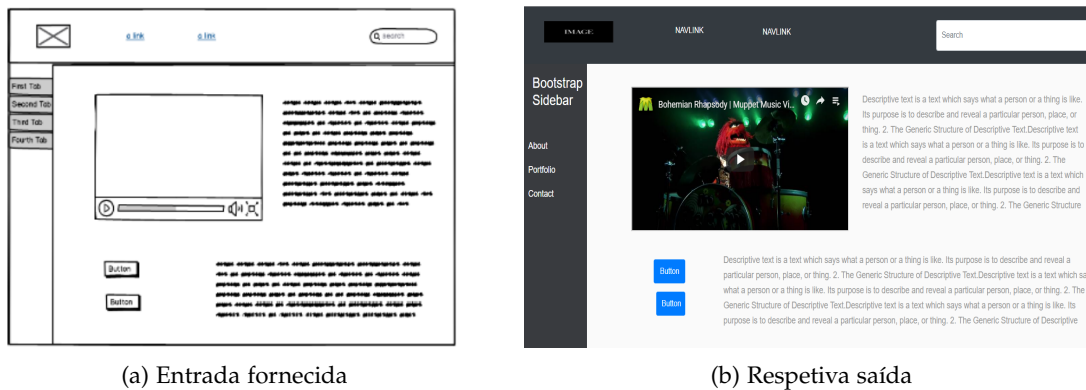 a link
a link
search
First Tab
Second Tab
Third Tab
Fourth Tab
Button
Button
(a) Entrada fornecida
IMAGE
NAVLINK
NAVLINK
Search
Bootstrap
Sidebar
About
Portfolio
Contact
Bohemian Rhapsody | Muppet Music Vi...
Descriptive text is a text which says what a person or a thing is like.
Its purpose is to describe and reveal a particular person, place, or
thing. 2. The Generic Structure of Descriptive Text.Descriptive text
is a text which says what a person or a thing is like. Its purpose is to
describe and reveal a particular person, place, or thing. 2. The
Generic Structure of Descriptive Text.Descriptive text is a text which
says what a person or a thing is like. Its purpose is to describe and
reveal a particular person, place, or thing. 2. The Generic Structure
Button
Button
Descriptive text is a text which says what a person or a thing is like. Its purpose is to describe and reveal a
particular person, place, or thing. 2. The Generic Structure of Descriptive Text.Descriptive text is a text which sa
what a person or a thing is like. Its purpose is to describe and reveal a particular person, place, or thing. 2. The
Generic Structure of Descriptive Text.Descriptive text is a text which says what a person or a thing is like. Its
purpose is to describe and reveal a particular person, place, or thing. 2. The Generic Structure of Descriptive
(b) Respetiva saída